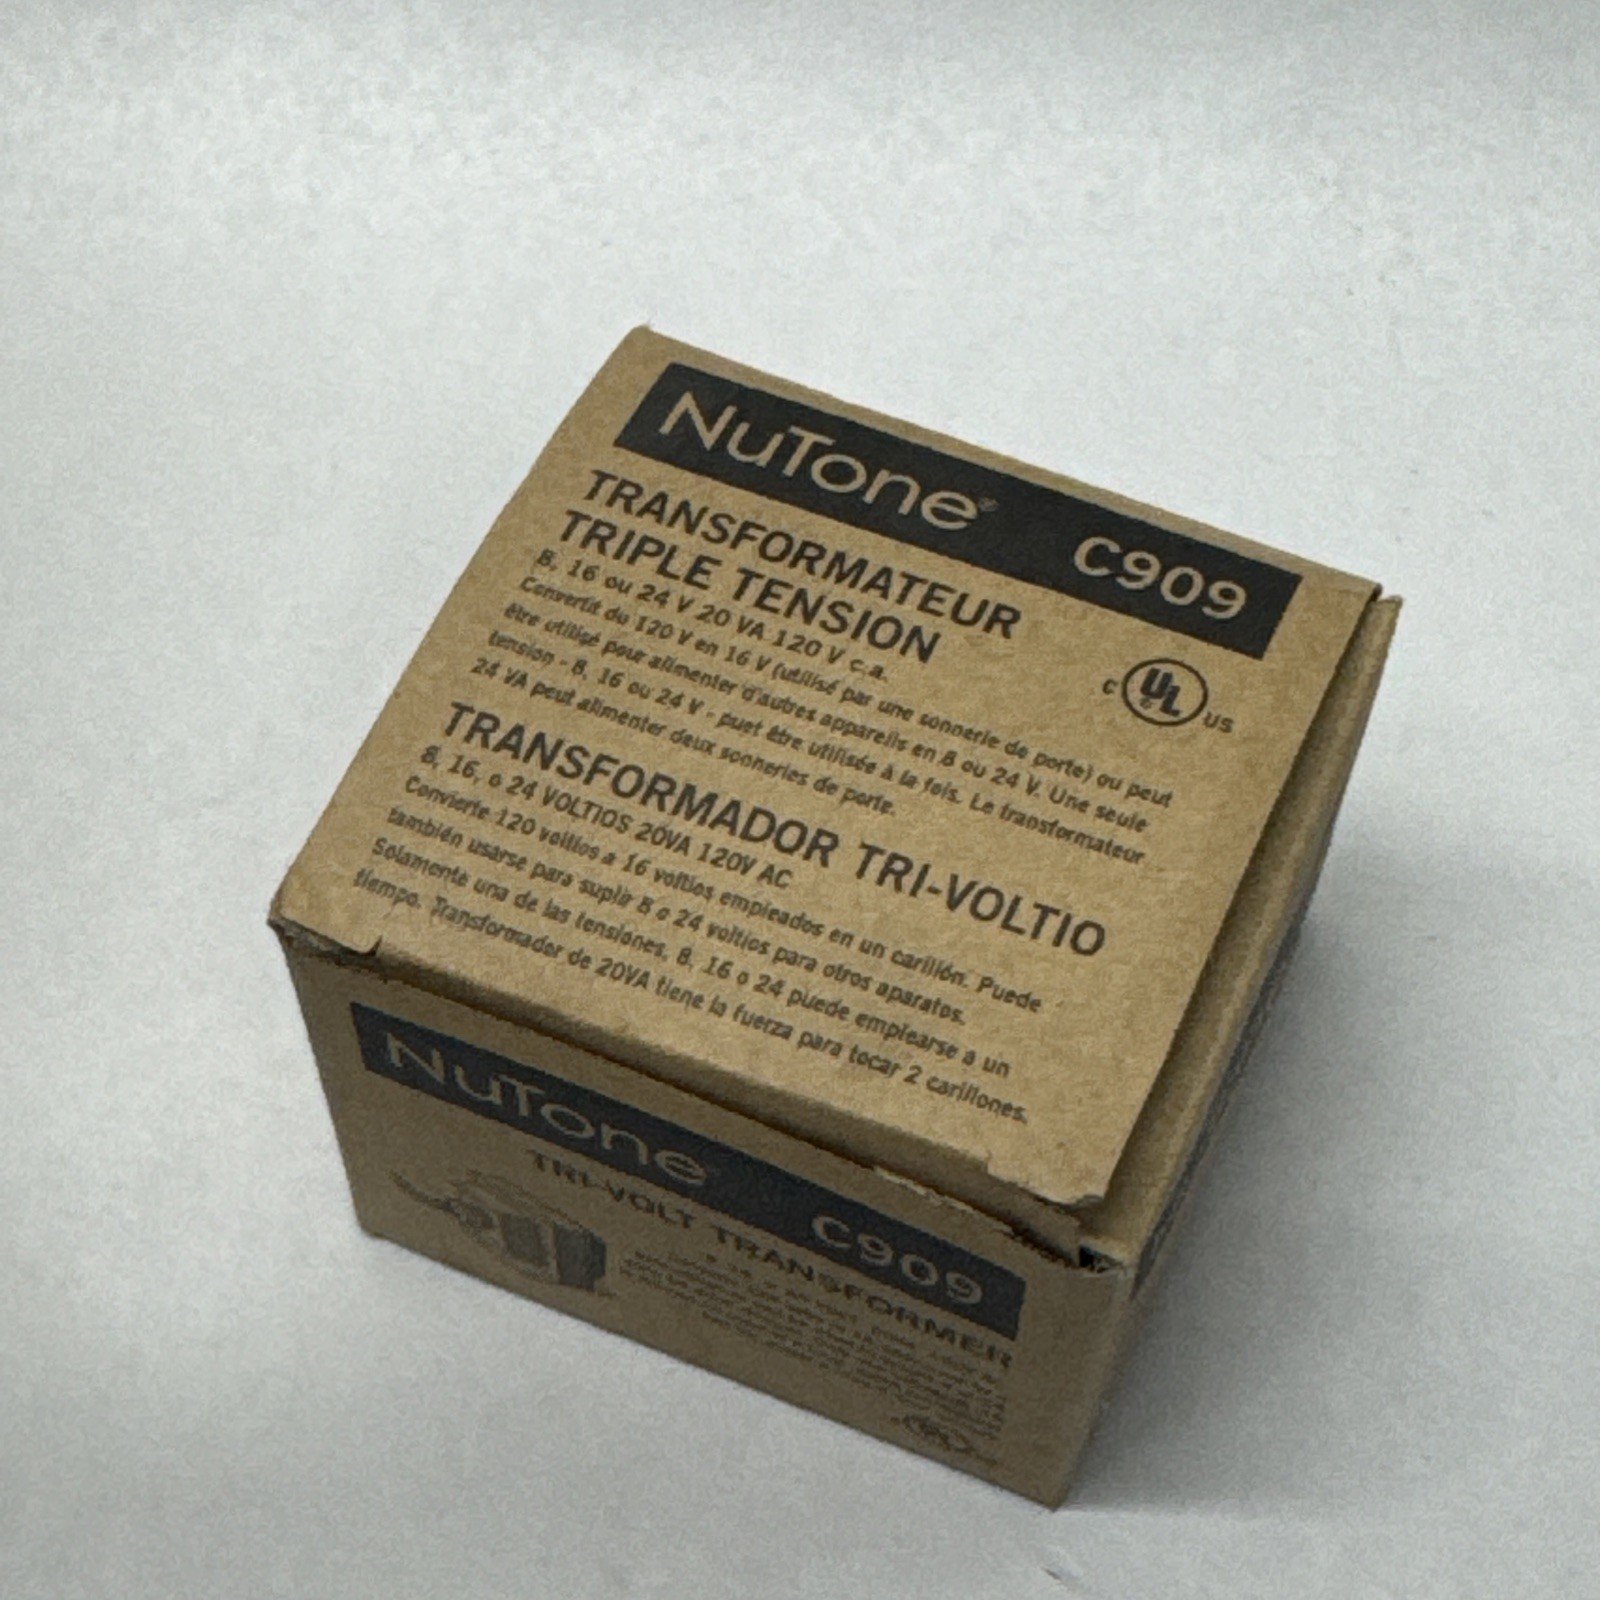 NuTone® C909
TRANSFORMATEUR
TRIPLE TENSION
8, 16 ou 24 V 20 VA 120 V c.a.
Convertit du 120 V en 16 V (utilisé par une sonnerie de porte) ou peut
être utilisé pour alimenter d'autres appareils en 8 ou 24 V. Une seule
tension - 8, 16 ou 24 V - puet être utilisée à la fois. Le transformateur
24 VA peut alimenter deux sonneries de porte.
C UL US
TRANSFORMADOR TRI-VOLTIO
8, 16, o 24 VOLTIOS 20VA 120V AC
Convierte 120 voltios a 16 voltios empleados en un carillón. Puede
también usarse para suplir 8 o 24 voltios para otros aparatos.
Solamente una de las tensiones, 8, 16 o 24 puede emplearse a un
tiempo. Transformador de 20VA tiene la fuerza para tocar 2 carillones.
NuTone C909
TRI-VOLT TRANSFORMER